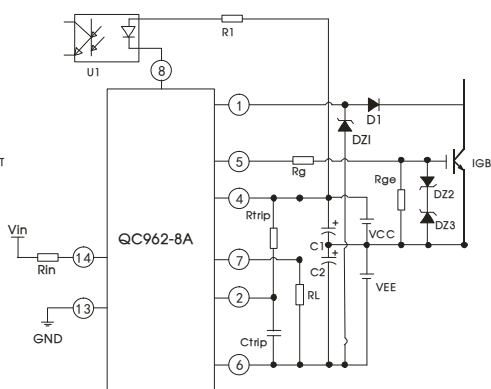 R1
U1
8
1
D1
DZ1
T
5
Rg
IGB
Rge
DZ2
4
Rtrip
DZ3
Vin
C1
+
VCC
QC962-8A
14
7
+
Rin
C2
VEE
RL
2
13
GND
Ctrip
6